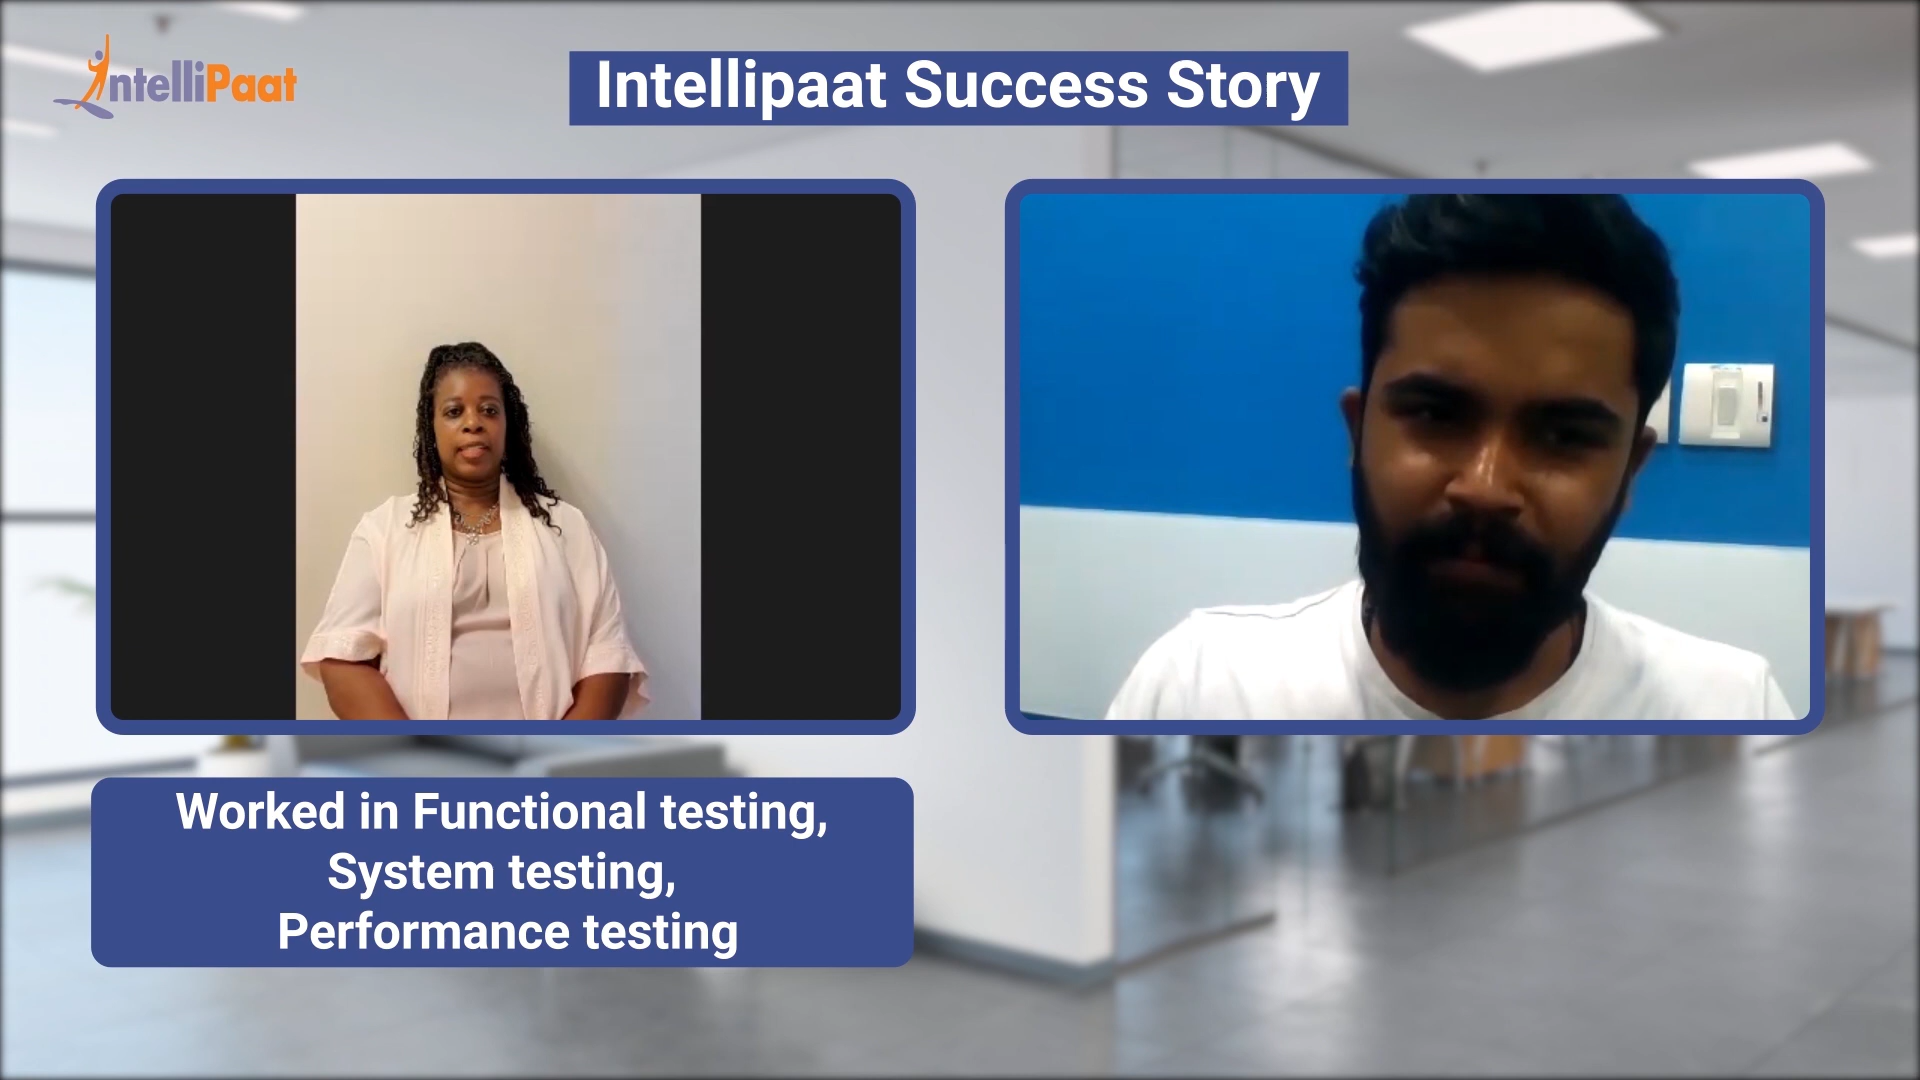 IntelliPaat
Intellipaat Success Story
Worked in Functional testing,
System testing,
Performance testing